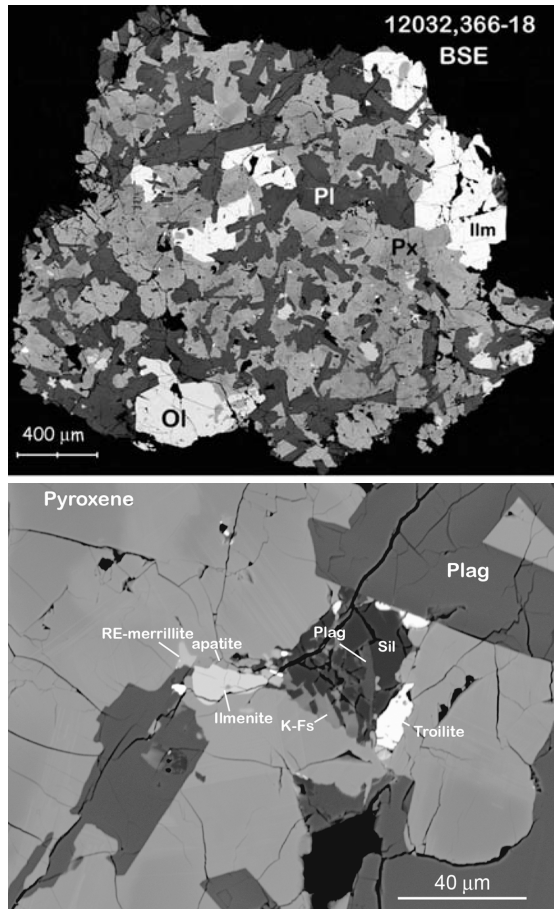 12032,366-18
BSE
Pl
Ilm
Px
Ol
400 μm
Pyroxene
Plag
RE-merrillite
apatite
Plag
Sil
Ilmenite
K-Fs
Troilite
40 μm